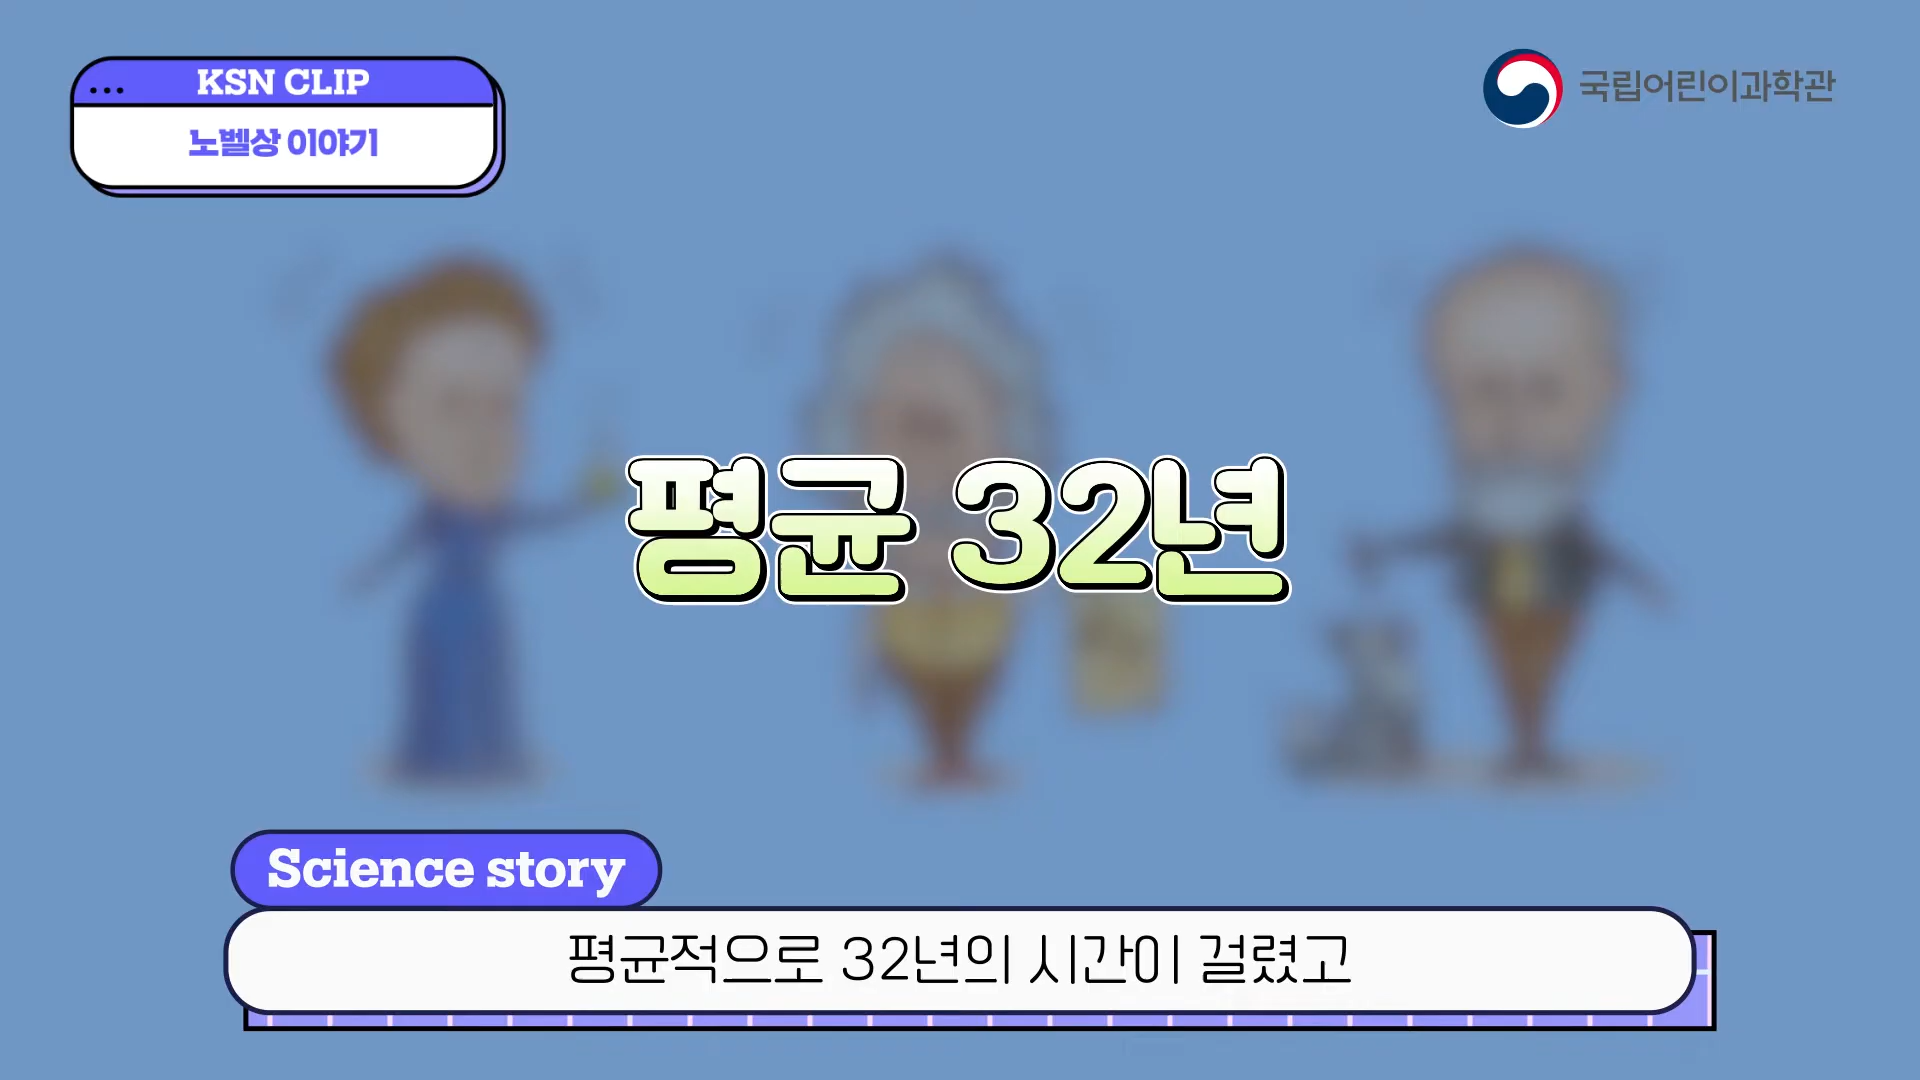 KSN CLIP
노벨상 이야기
국립어린이과학관
평균 32년
Science story
평균적으로 32년의 시간이 걸렸고